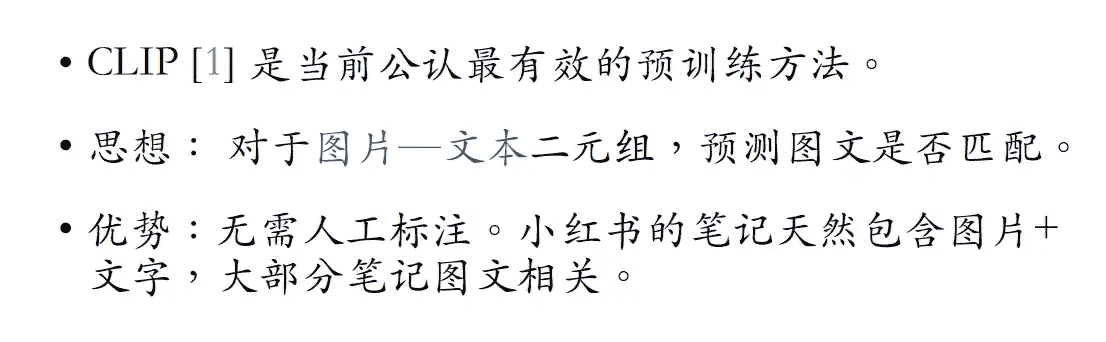 • CLIP [1] 是当前公认最有效的预训练方法。
• 思想： 对于图片—文本二元组，预测图文是否匹配。
• 优势：无需人工标注。小红书的笔记天然包含图片+
文字，大部分笔记图文相关。